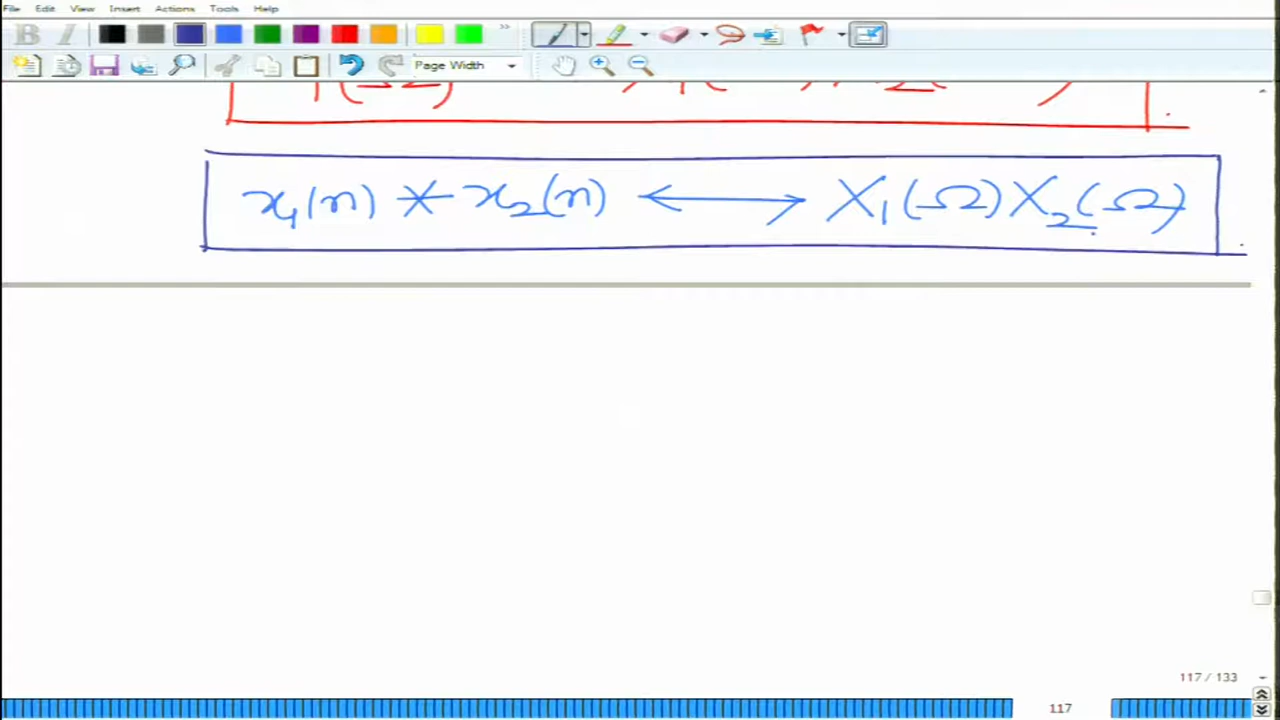 File Edit View Insert Actions Tools Help
B I
Page Width
x₁(n) * x₂(n) ⟷ X₁(Ω) X₂(Ω)
117 / 133
117